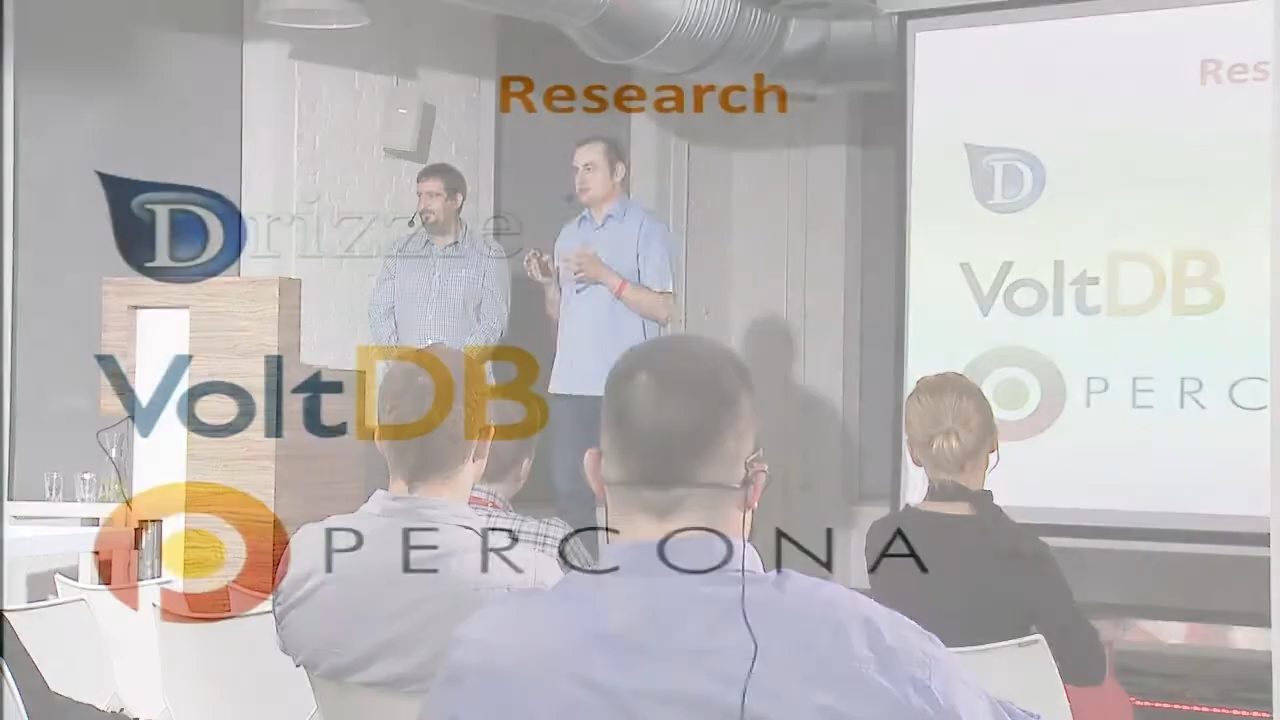 Research
Drizzle
VoltDB
PERCONA
Res
D
VoltDB
PERC